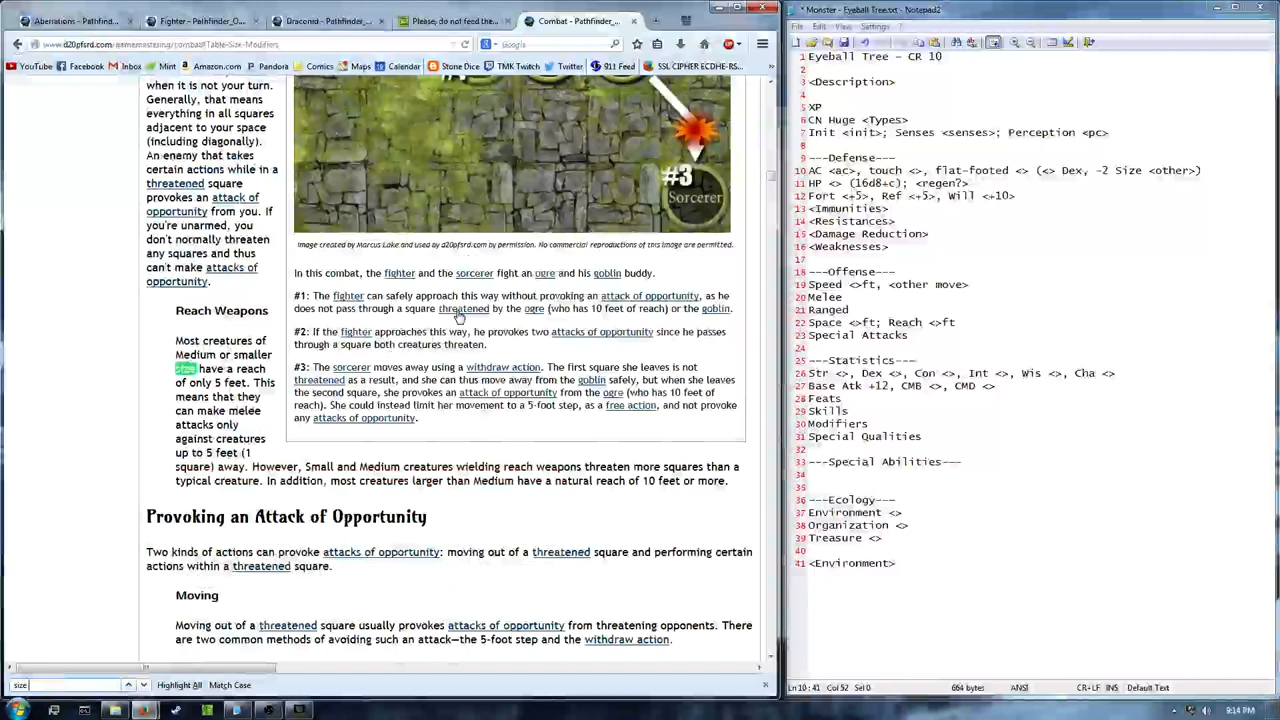 Aberrations - Pathfinder_...
Fighter - Pathfinder_O...
Draconid - Pathfinder_...
Please, do not feed the...
Combat - Pathfinder_...
* Monster - Eyeball Tree.txt - Notepad2
www.d20pfsrd.com/gamemastering/combat#Table-Size-Modifiers
Google
File Edit View Settings
YouTube Facebook Inbox Mint Amazon.com Pandora Comics Maps Calendar Stone Dice TMK Twitch Twitter 911 Feed SSL CIPHER ECDHE-RS...
when it is not your turn.
Generally, that means
everything in all squares
adjacent to your space
(including diagonally).
An enemy that takes
certain actions while in a
threatened square
provokes an attack of
opportunity from you. If
you're unarmed, you
don't normally threaten
any squares and thus
can't make attacks of
opportunity.
Reach Weapons
Most creatures of
Medium or smaller
size have a reach
of only 5 feet. This
means that they
can make melee
attacks only
against creatures
up to 5 feet (1
square) away. However, Small and Medium creatures wielding reach weapons threaten more squares than a
typical creature. In addition, most creatures larger than Medium have a natural reach of 10 feet or more.
#3
Sorcerer
Image created by Marcus Lake and used by d20pfsrd.com by permission. No commercial reproductions of this image are permitted.
In this combat, the fighter and the sorcerer fight an ogre and his goblin buddy.
#1: The fighter can safely approach this way without provoking an attack of opportunity, as he
does not pass through a square threatened by the ogre (who has 10 feet of reach) or the goblin.
#2: If the fighter approaches this way, he provokes two attacks of opportunity since he passes
through a square both creatures threaten.
#3: The sorcerer moves away using a withdraw action. The first square she leaves is not
threatened as a result, and she can thus move away from the goblin safely, but when she leaves
the second square, she provokes an attack of opportunity from the ogre (who has 10 feet of
reach). She could instead limit her movement to a 5-foot step, as a free action, and not provoke
any attacks of opportunity.
Provoking an Attack of Opportunity
Two kinds of actions can provoke attacks of opportunity: moving out of a threatened square and performing certain
actions within a threatened square.
Moving
Moving out of a threatened square usually provokes attacks of opportunity from threatening opponents. There
are two common methods of avoiding such an attack—the 5-foot step and the withdraw action.
size
Highlight All Match Case
1 Eyeball Tree - CR 10
2
3 <Description>
4
5 XP
6 CN Huge <Types>
7 Init <init>; Senses <senses>; Perception <pc>
8
9 ---Defense---
10 AC <ac>, touch <>, flat-footed <> (<> Dex, -2 Size <other>)
11 HP <> (16d8+c); <regen?>
12 Fort <+5>, Ref <+5>, Will <+10>
13 <Immunities>
14 <Resistances>
15 <Damage Reduction>
16 <Weaknesses>
17
18 ---Offense---
19 Speed <>ft, <other move>
20 Melee
21 Ranged
22 Space <>ft; Reach <>ft
23 Special Attacks
24
25 ---Statistics---
26 Str <>, Dex <>, Con <>, Int <>, Wis <>, Cha <>
27 Base Atk +12, CMB <>, CMD <>
28 Feats
29 Skills
30 Modifiers
31 Special Qualities
32
33 ---Special Abilities---
34
35
36 ---Ecology---
37 Environment <>
38 Organization <>
39 Treasure <>
40
41 <Environment>
Ln 10 : 41 Col 52 Sel 0 664 bytes ANSI CR+LF INS Default Text
9:14 PM